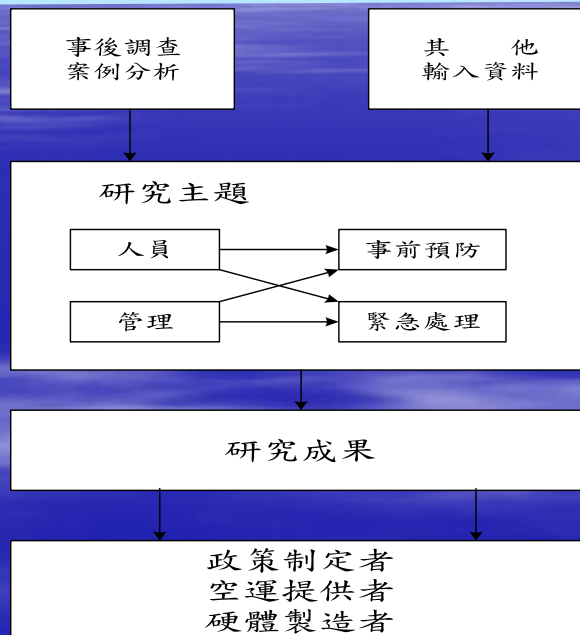 事後調查
案例分析
其 他
輸入資料
研究主題
人員
事前預防
管理
緊急處理
研究成果
政策制定者
空運提供者
硬體製造者